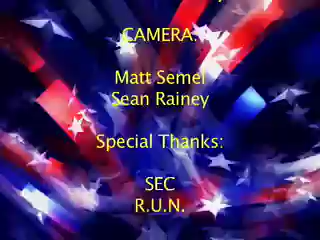 CAMERA:
Matt Semel
Sean Rainey
Special Thanks:
SEC
R.U.N.